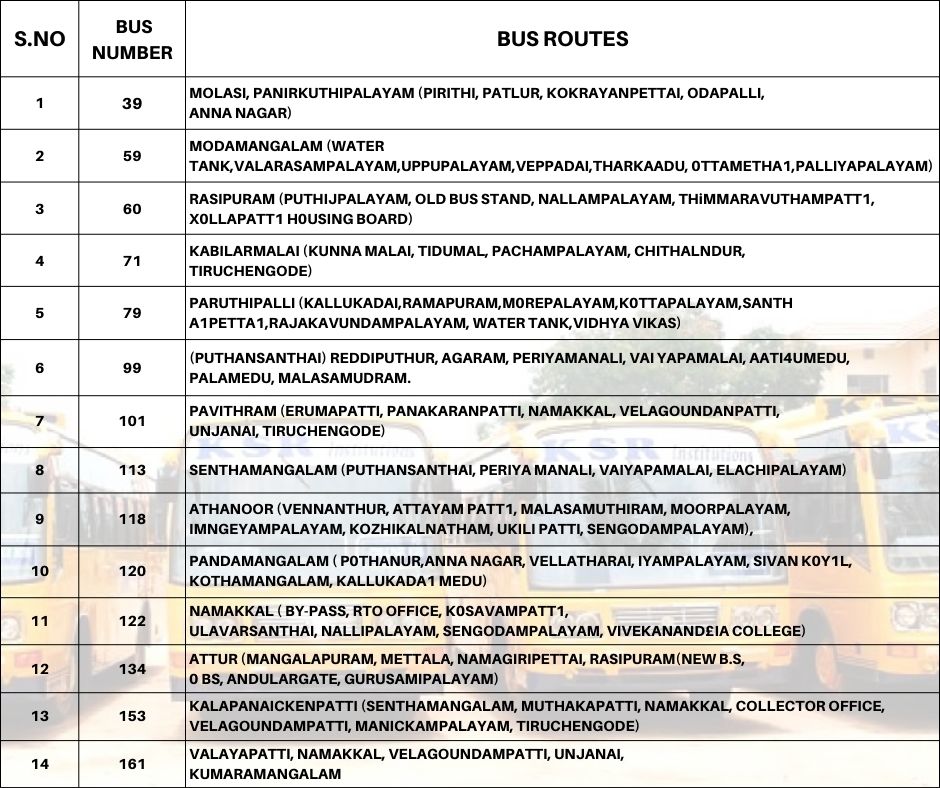 S.NO BUS NUMBER BUS ROUTES
1 39 MOLASI, PANIRKUTHIPALAYAM (PIRITHI, PATLUR, KOKRAYANPETTAI, ODAPALLI,
ANNA NAGAR)
2 59 MODAMANGALAM (WATER
TANK,VALARASAMPALAYAM,UPPUPALAYAM,VEPPADAI,THARKAADU, 0TTAMETHA1,PALLIYAPALAYAM)
3 60 RASIPURAM (PUTHIJPALAYAM, OLD BUS STAND, NALLAMPALAYAM, THiMMARAVUTHAMPATT1,
X0LLAPATT1 H0USING BOARD)
4 71 KABILARMALAI (KUNNA MALAI, TIDUMAL, PACHAMPALAYAM, CHITHALNDUR,
TIRUCHENGODE)
5 79 PARUTHIPALLI (KALLUKADAI,RAMAPURAM,M0REPALAYAM,K0TTAPALAYAM,SANTH
A1PETTA1,RAJAKAVUNDAMPALAYAM, WATER TANK,VIDHYA VIKAS)
6 99 (PUTHANSANTHAI) REDDIPUTHUR, AGARAM, PERIYAMANALI, VAI YAPAMALAI, AATI4UMEDU,
PALAMEDU, MALASAMUDRAM.
7 101 PAVITHRAM (ERUMAPATTI, PANAKARANPATTI, NAMAKKAL, VELAGOUNDANPATTI,
UNJANAI, TIRUCHENGODE)
KSR Institutions KSR Institutions KS
8 113 SENTHAMANGALAM (PUTHANSANTHAI, PERIYA MANALI, VAIYAPAMALAI, ELACHIPALAYAM)
9 118 ATHANOOR (VENNANTHUR, ATTAYAM PATT1, MALASAMUTHIRAM, MOORPALAYAM,
IMNGEYAMPALAYAM, KOZHIKALNATHAM, UKILI PATTI, SENGODAMPALAYAM),
10 120 PANDAMANGALAM ( P0THANUR,ANNA NAGAR, VELLATHARAI, IYAMPALAYAM, SIVAN K0Y1L,
KOTHAMANGALAM, KALLUKADA1 MEDU)
11 122 NAMAKKAL ( BY-PASS, RTO OFFICE, K0SAVAMPATT1,
ULAVARSANTHAI, NALLIPALAYAM, SENGODAMPALAYAM, VIVEKANAND£IA COLLEGE)
12 134 ATTUR (MANGALAPURAM, METTALA, NAMAGIRIPETTAI, RASIPURAM(NEW B.S,
0 BS, ANDULARGATE, GURUSAMIPALAYAM)
13 153 KALAPANAICKENPATTI (SENTHAMANGALAM, MUTHAKAPATTI, NAMAKKAL, COLLECTOR OFFICE,
VELAGOUNDAMPATTI, MANICKAMPALAYAM, TIRUCHENGODE)
14 161 VALAYAPATTI, NAMAKKAL, VELAGOUNDAMPATTI, UNJANAI,
KUMARAMANGALAM